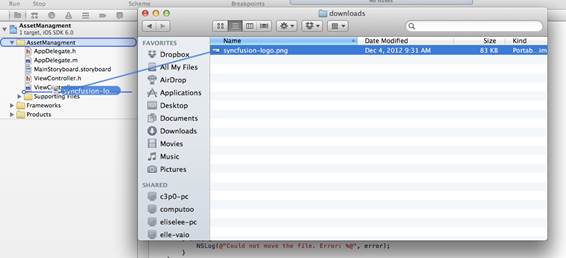 Run
Stop
Scheme
Breakpoints
AssetManagment
1 target, iOS SDK 6.0
AssetManagment
AppDelegate.h
AppDelegate.m
MainStoryboard.storyboard
ViewController.h
ViewContr
syncfusion-lo...
Supporting Files
Frameworks
Products
downloads
FAVORITES
Dropbox
All My Files
AirDrop
Applications
Desktop
Documents
Downloads
Movies
Music
Pictures
SHARED
c3p0-pc
computoo
eliselee-pc
elle-vaio
Name Date Modified Size Kind
syncfusion-logo.png Dec 4, 2012 9:31 AM 83 KB Portab...im
NSLog(@"Could not move the file. Error: %@", error);
}